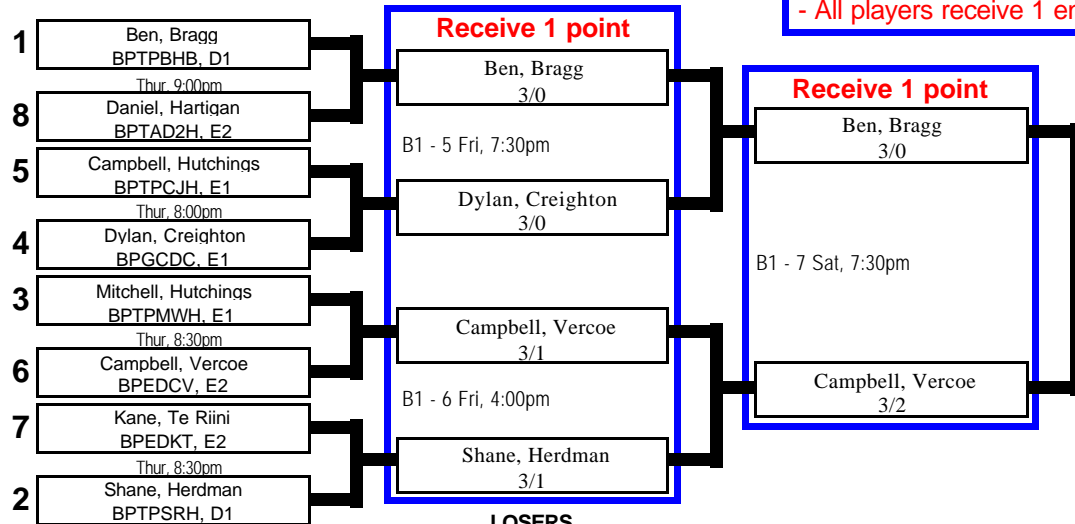 - All players receive 1 en
1
Ben, Bragg
BPTPBHB, D1
Thur, 9:00pm
8
Daniel, Hartigan
BPTAD2H, E2
5
Campbell, Hutchings
BPTPCJH, E1
Thur, 8:00pm
4
Dylan, Creighton
BPGCDC, E1
3
Mitchell, Hutchings
BPTPMWH, E1
Thur, 8:30pm
6
Campbell, Vercoe
BPEDCV, E2
7
Kane, Te Riini
BPEDKT, E2
Thur, 8:30pm
2
Shane, Herdman
BPTPSRH, D1
Receive 1 point
Ben, Bragg
3/0
B1 - 5 Fri, 7:30pm
Dylan, Creighton
3/0
Campbell, Vercoe
3/1
B1 - 6 Fri, 4:00pm
Shane, Herdman
3/1
LOSERS
Receive 1 point
Ben, Bragg
3/0
B1 - 7 Sat, 7:30pm
Campbell, Vercoe
3/2